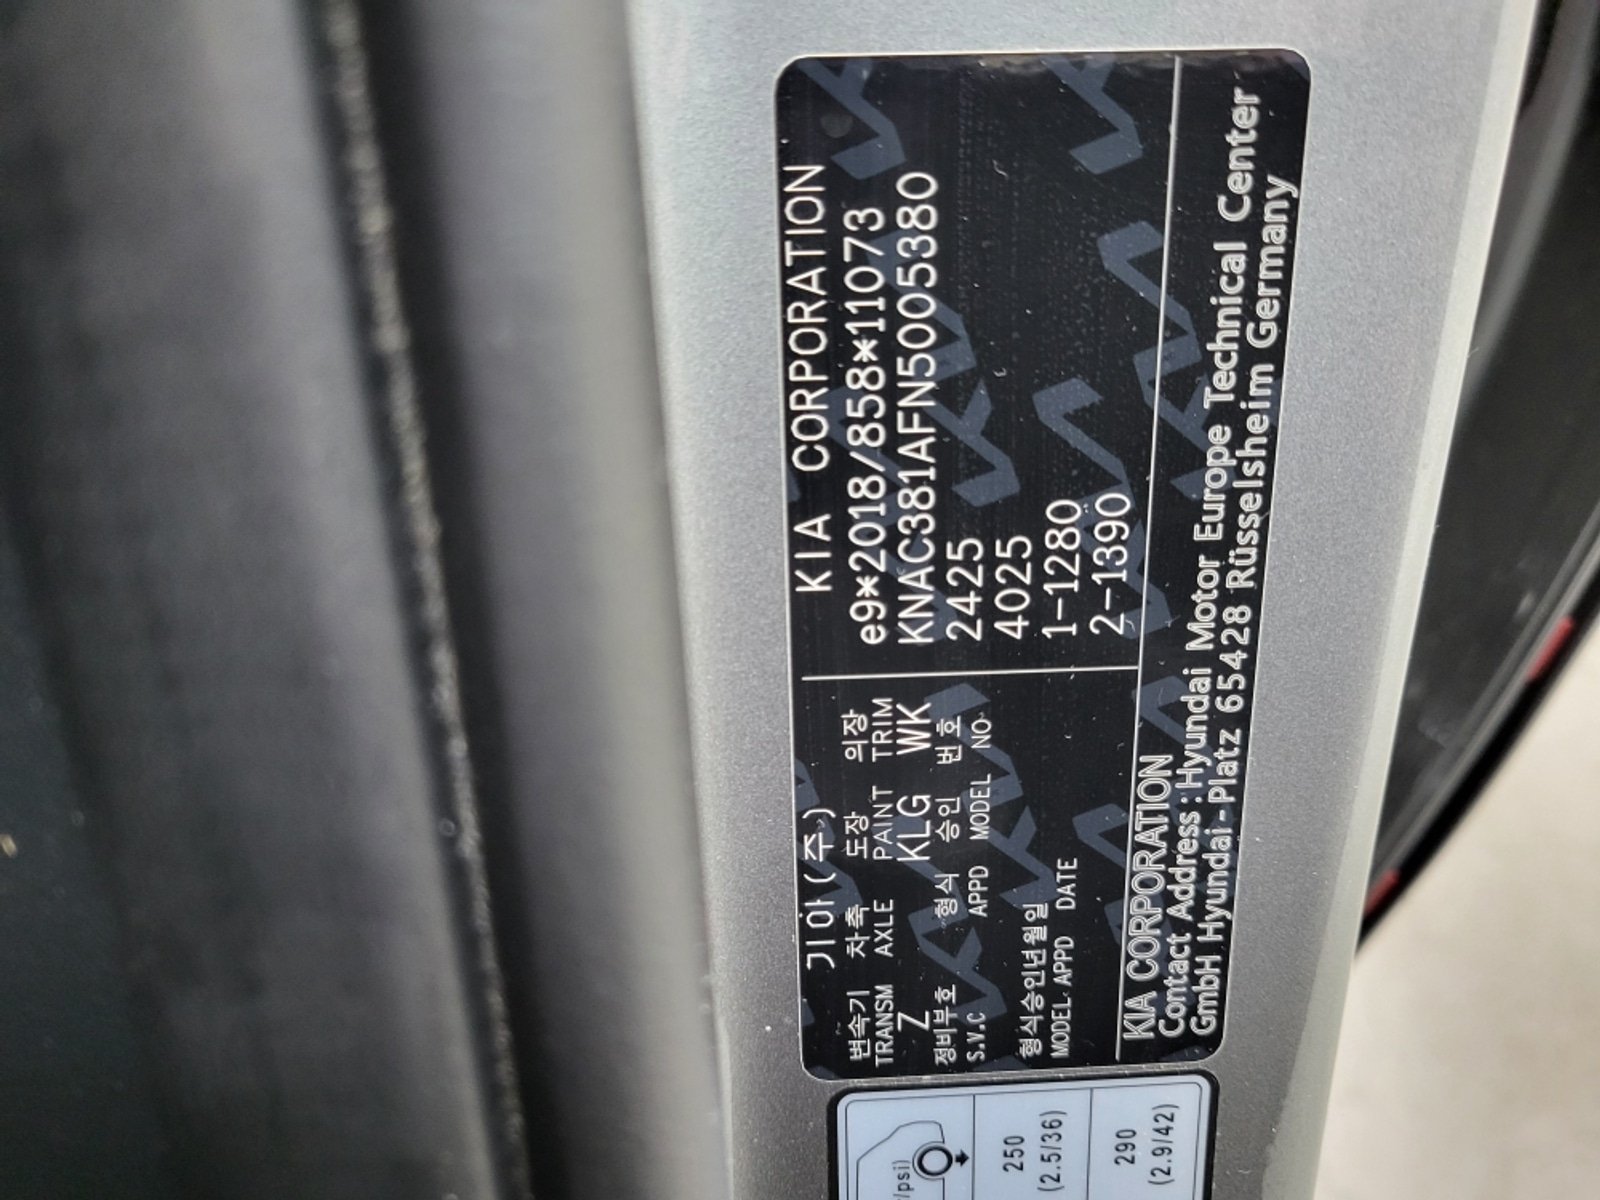 기아(주) KIA CORPORATION
변속기 차축 도장 의장
TRANSM AXLE PAINT TRIM
Z KLG WK
정비부호 형식 승인 번호
S.V.C APPD MODEL NO
형식승인년월일
MODEL APPD DATE
e9*2018/858*11073
KNAC381AFN5005380
2425
4025
1-1280
2-1390
KIA CORPORATION
Contact Address : Hyundai Motor Europe Technical Center
GmbH Hyundai-Platz 65428 Rüsselsheim Germany
/psi)
250
(2.5/36)
290
(2.9/42)